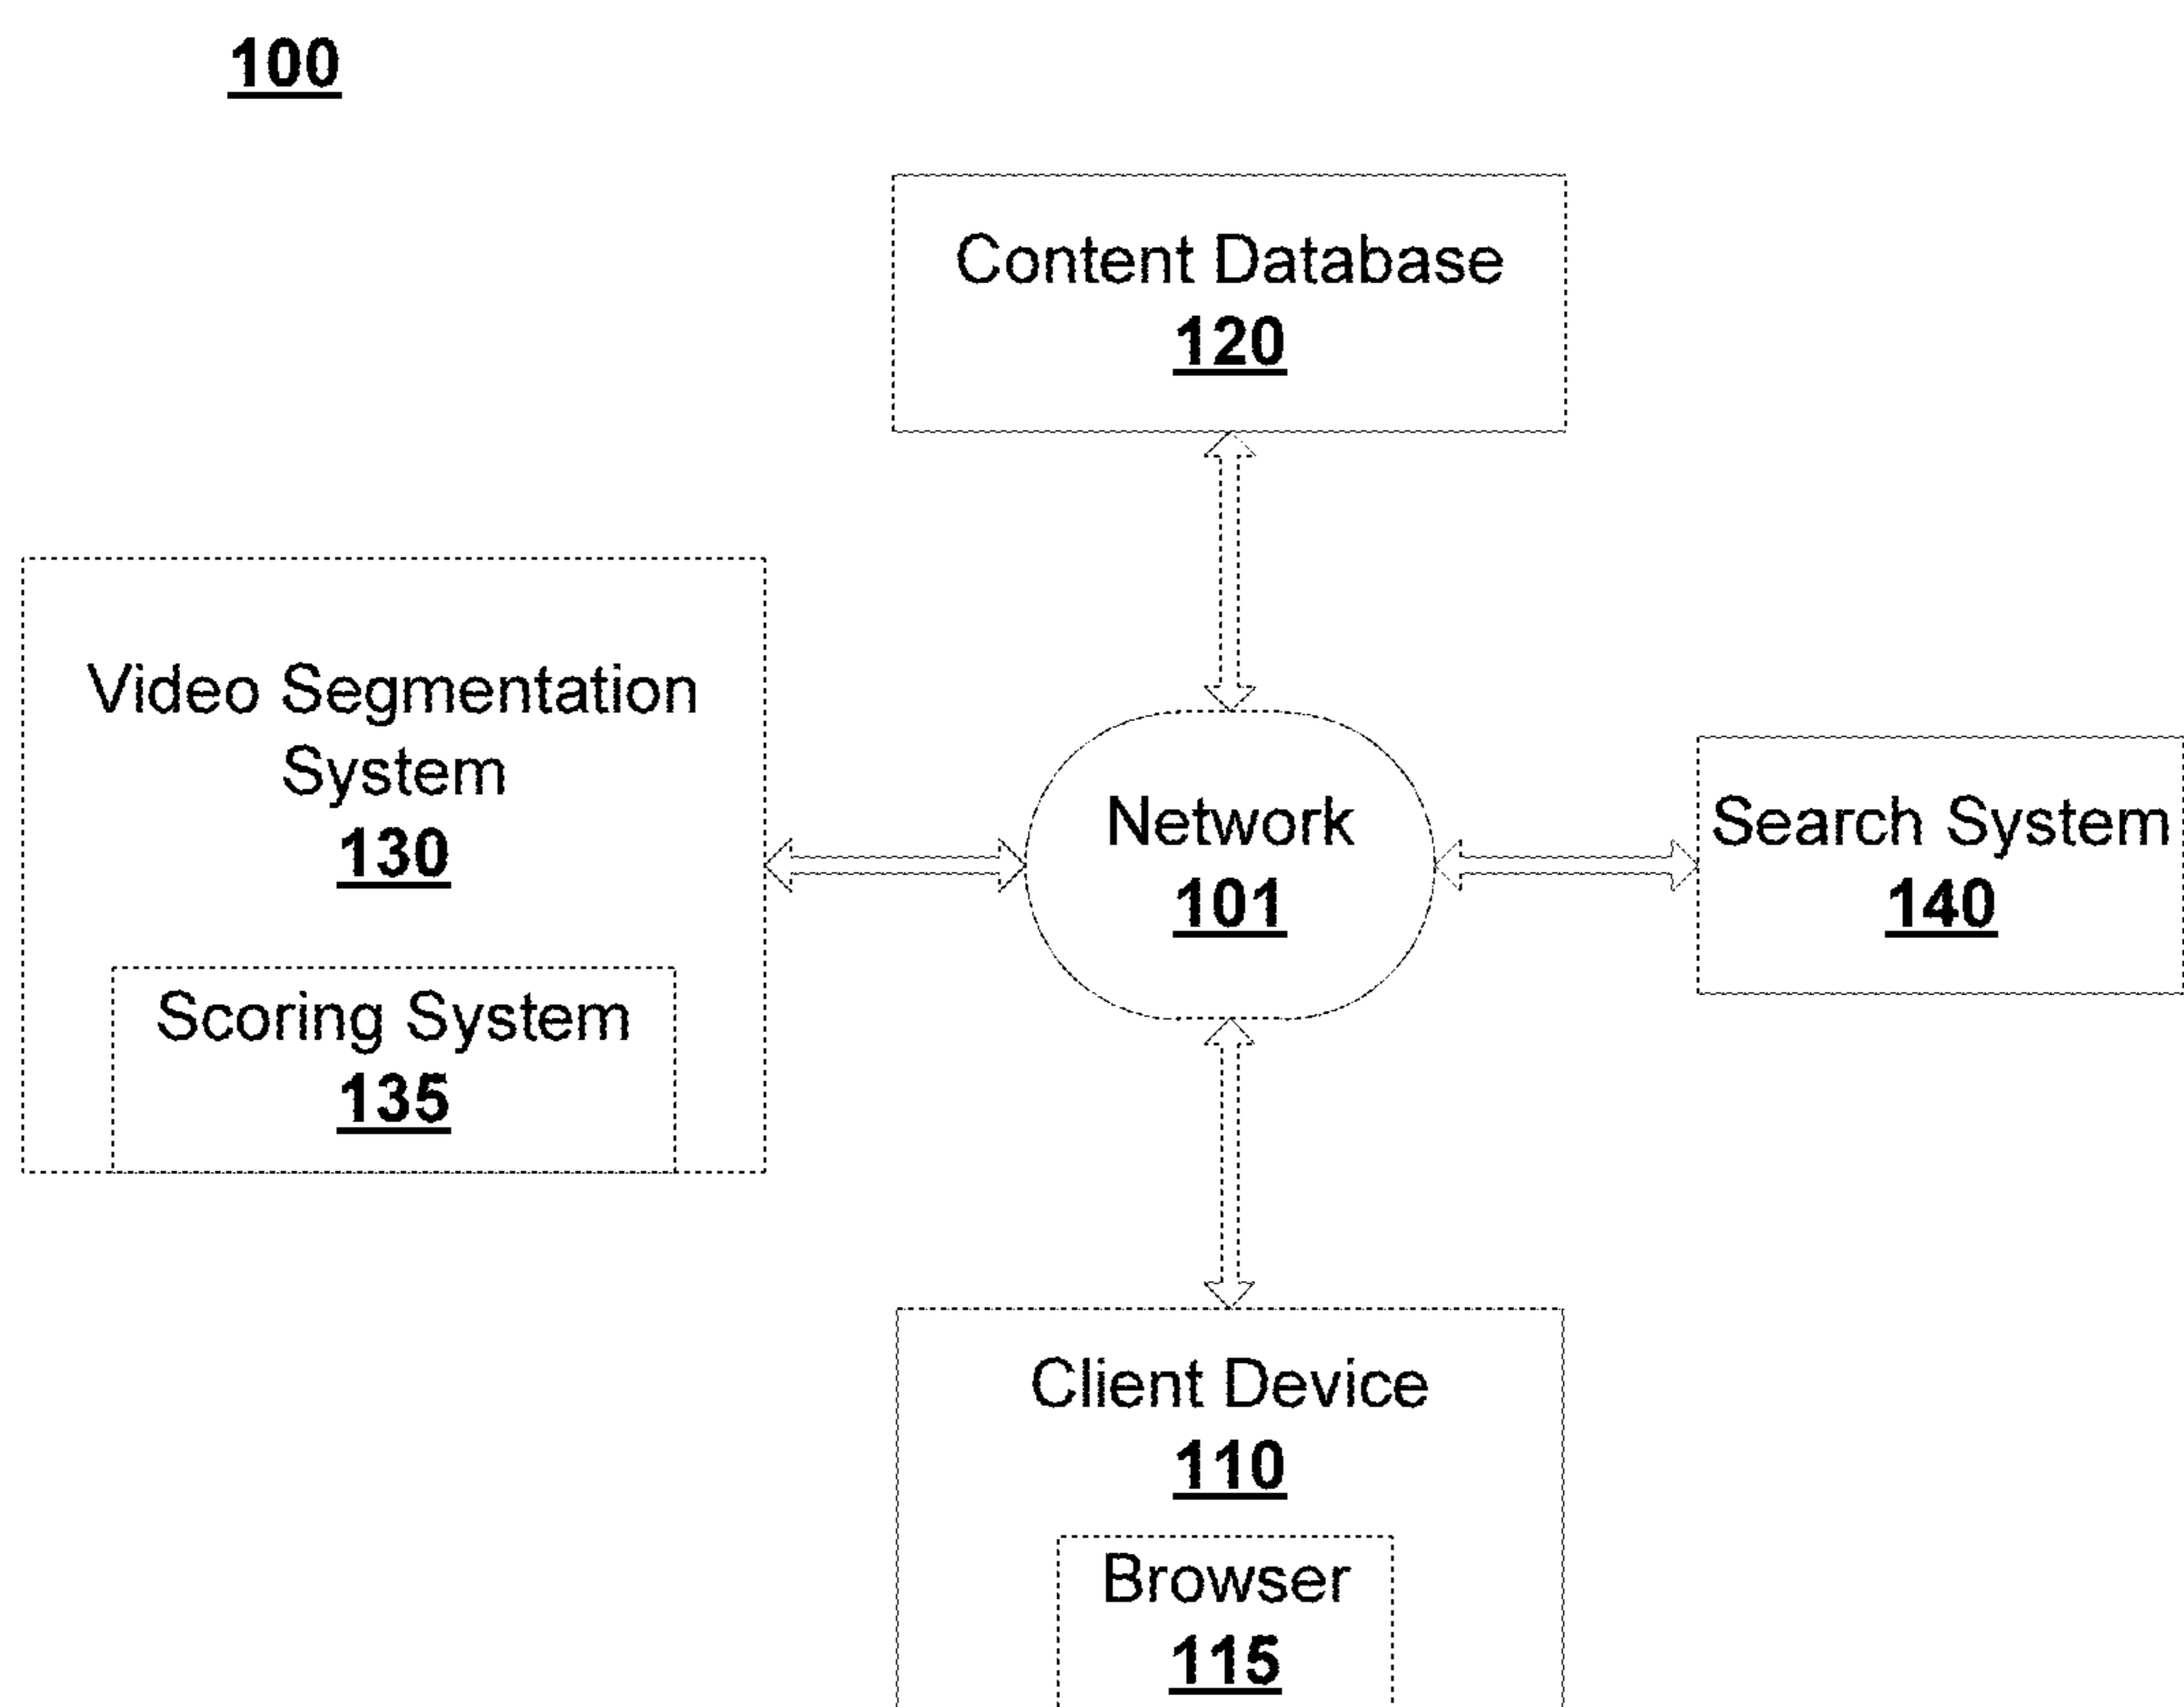 100
Content Database
120
Video Segmentation
System
130
Scoring System
135
Network
101
Search System
140
Client Device
110
Browser
115